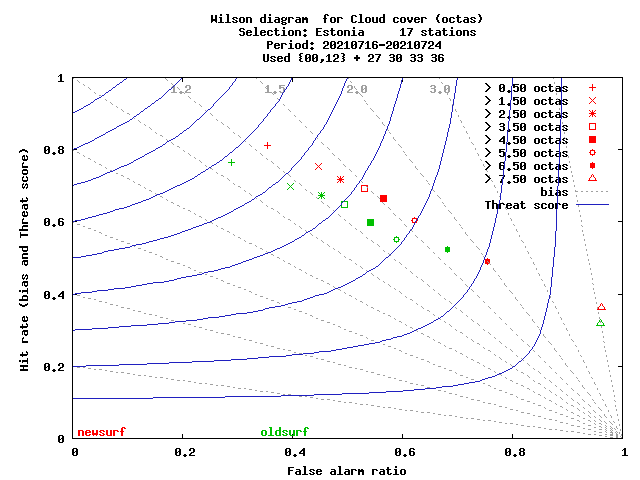 Wilson diagram  for Cloud cover (octas)
Selection: Estonia     17 stations
Period: 20210716-20210724
Used {00,12} + 27 30 33 36
1.2 1.5 2.0 3.0
> 0.50 octas
> 1.50 octas
> 2.50 octas
> 3.50 octas
> 4.50 octas
> 5.50 octas
> 6.50 octas
> 7.50 octas
bias
Threat score
Hit rate (bias and Threat score)
1
0.8
0.6
0.4
0.2
0
newsurf
oldsurf
0 0.2 0.4 0.6 0.8 1
False alarm ratio